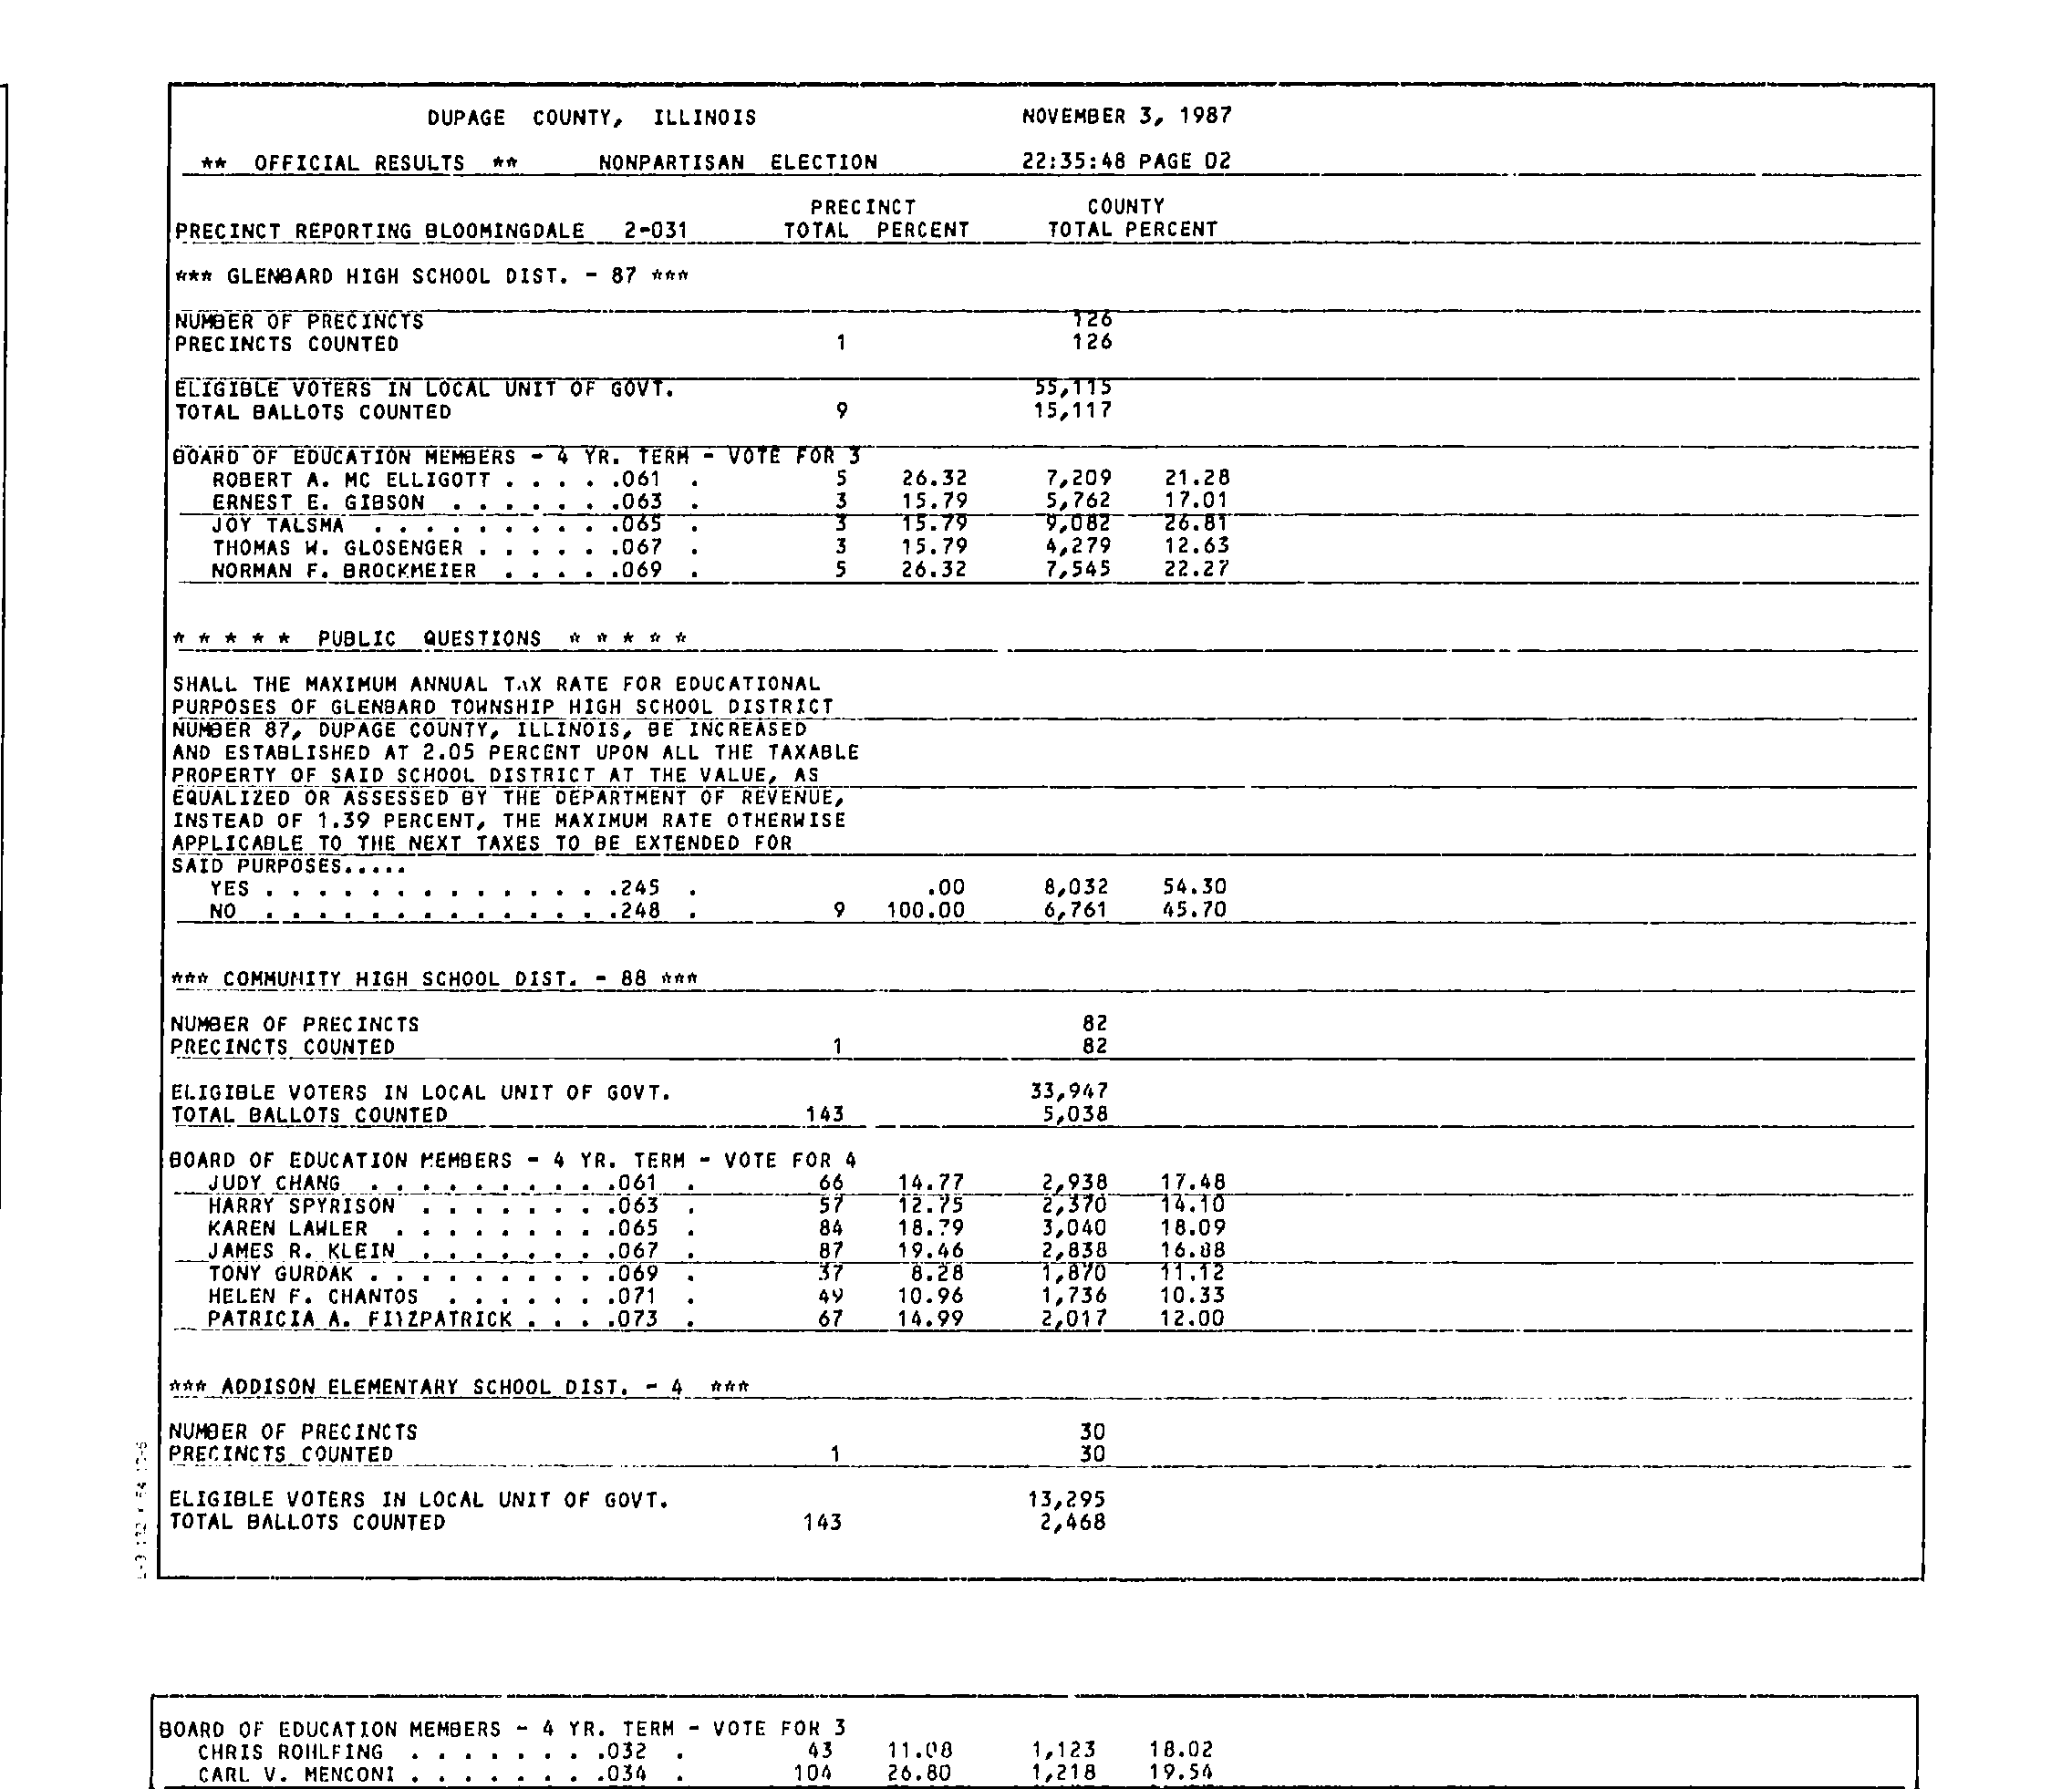 DUPAGE COUNTY, ILLINOIS NOVEMBER 3, 1987
** OFFICIAL RESULTS ** NONPARTISAN ELECTION 22:35:48 PAGE 02
PRECINCT COUNTY
PRECINCT REPORTING BLOOMINGDALE 2-031 TOTAL PERCENT TOTAL PERCENT
*** GLENBARD HIGH SCHOOL DIST. - 87 ***
NUMBER OF PRECINCTS 126
PRECINCTS COUNTED 1 126
ELIGIBLE VOTERS IN LOCAL UNIT OF GOVT. 55,115
TOTAL BALLOTS COUNTED 9 15,117
BOARD OF EDUCATION MEMBERS - 4 YR. TERM - VOTE FOR 3
ROBERT A. MC ELLIGOTT . . . . .061 . 5 26.32 7,209 21.28
ERNEST E. GIBSON . . . . . . .063 . 3 15.79 5,762 17.01
JOY TALSMA . . . . . . . . . .065 . 3 15.79 9,082 26.81
THOMAS W. GLOSENGER . . . . . .067 . 3 15.79 4,279 12.63
NORMAN F. BROCKMEIER . . . . .069 . 5 26.32 7,545 22.27
* * * * * PUBLIC QUESTIONS * * * * *
SHALL THE MAXIMUM ANNUAL TAX RATE FOR EDUCATIONAL
PURPOSES OF GLENBARD TOWNSHIP HIGH SCHOOL DISTRICT
NUMBER 87, DUPAGE COUNTY, ILLINOIS, BE INCREASED
AND ESTABLISHED AT 2.05 PERCENT UPON ALL THE TAXABLE
PROPERTY OF SAID SCHOOL DISTRICT AT THE VALUE, AS
EQUALIZED OR ASSESSED BY THE DEPARTMENT OF REVENUE,
INSTEAD OF 1.39 PERCENT, THE MAXIMUM RATE OTHERWISE
APPLICABLE TO THE NEXT TAXES TO BE EXTENDED FOR
SAID PURPOSES.....
YES . . . . . . . . . . . . . .245 . .00 8,032 54.30
NO . . . . . . . . . . . . . .248 . 9 100.00 6,761 45.70
*** COMMUNITY HIGH SCHOOL DIST. - 88 ***
NUMBER OF PRECINCTS 82
PRECINCTS COUNTED 1 82
ELIGIBLE VOTERS IN LOCAL UNIT OF GOVT. 33,947
TOTAL BALLOTS COUNTED 143 5,038
BOARD OF EDUCATION MEMBERS - 4 YR. TERM - VOTE FOR 4
JUDY CHANG . . . . . . . . . .061 . 66 14.77 2,938 17.48
HARRY SPYRISON . . . . . . . .063 . 57 12.75 2,370 14.10
KAREN LAWLER . . . . . . . . .065 . 84 18.79 3,040 18.09
JAMES R. KLEIN . . . . . . . .067 . 87 19.46 2,838 16.88
TONY GURDAK . . . . . . . . . .069 . 37 8.28 1,870 11.12
HELEN F. CHANTOS . . . . . . .071 . 49 10.96 1,736 10.33
PATRICIA A. FITZPATRICK . . . .073 . 67 14.99 2,017 12.00
*** ADDISON ELEMENTARY SCHOOL DIST. - 4 ***
NUMBER OF PRECINCTS 30
PRECINCTS COUNTED 1 30
ELIGIBLE VOTERS IN LOCAL UNIT OF GOVT. 13,295
TOTAL BALLOTS COUNTED 143 2,468
BOARD OF EDUCATION MEMBERS - 4 YR. TERM - VOTE FOR 3
CHRIS ROHLFING . . . . . . . .032 . 43 11.08 1,123 18.02
CARL V. MENCONI . . . . . . . .034 . 104 26.80 1,218 19.54